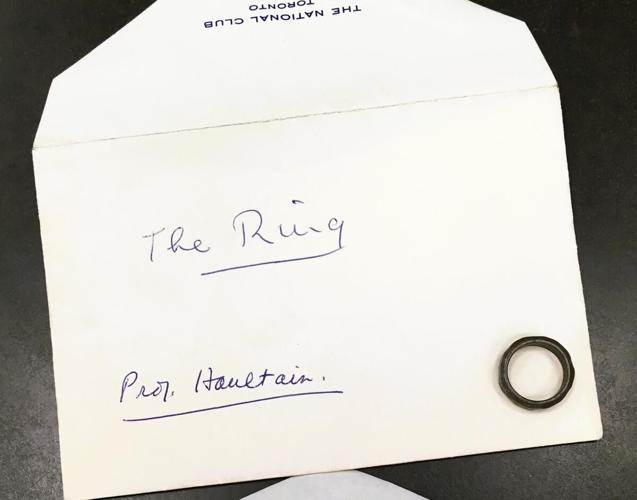 THE NATIONAL CLUB
TORONTO
The Ring
Prof. Haultain.